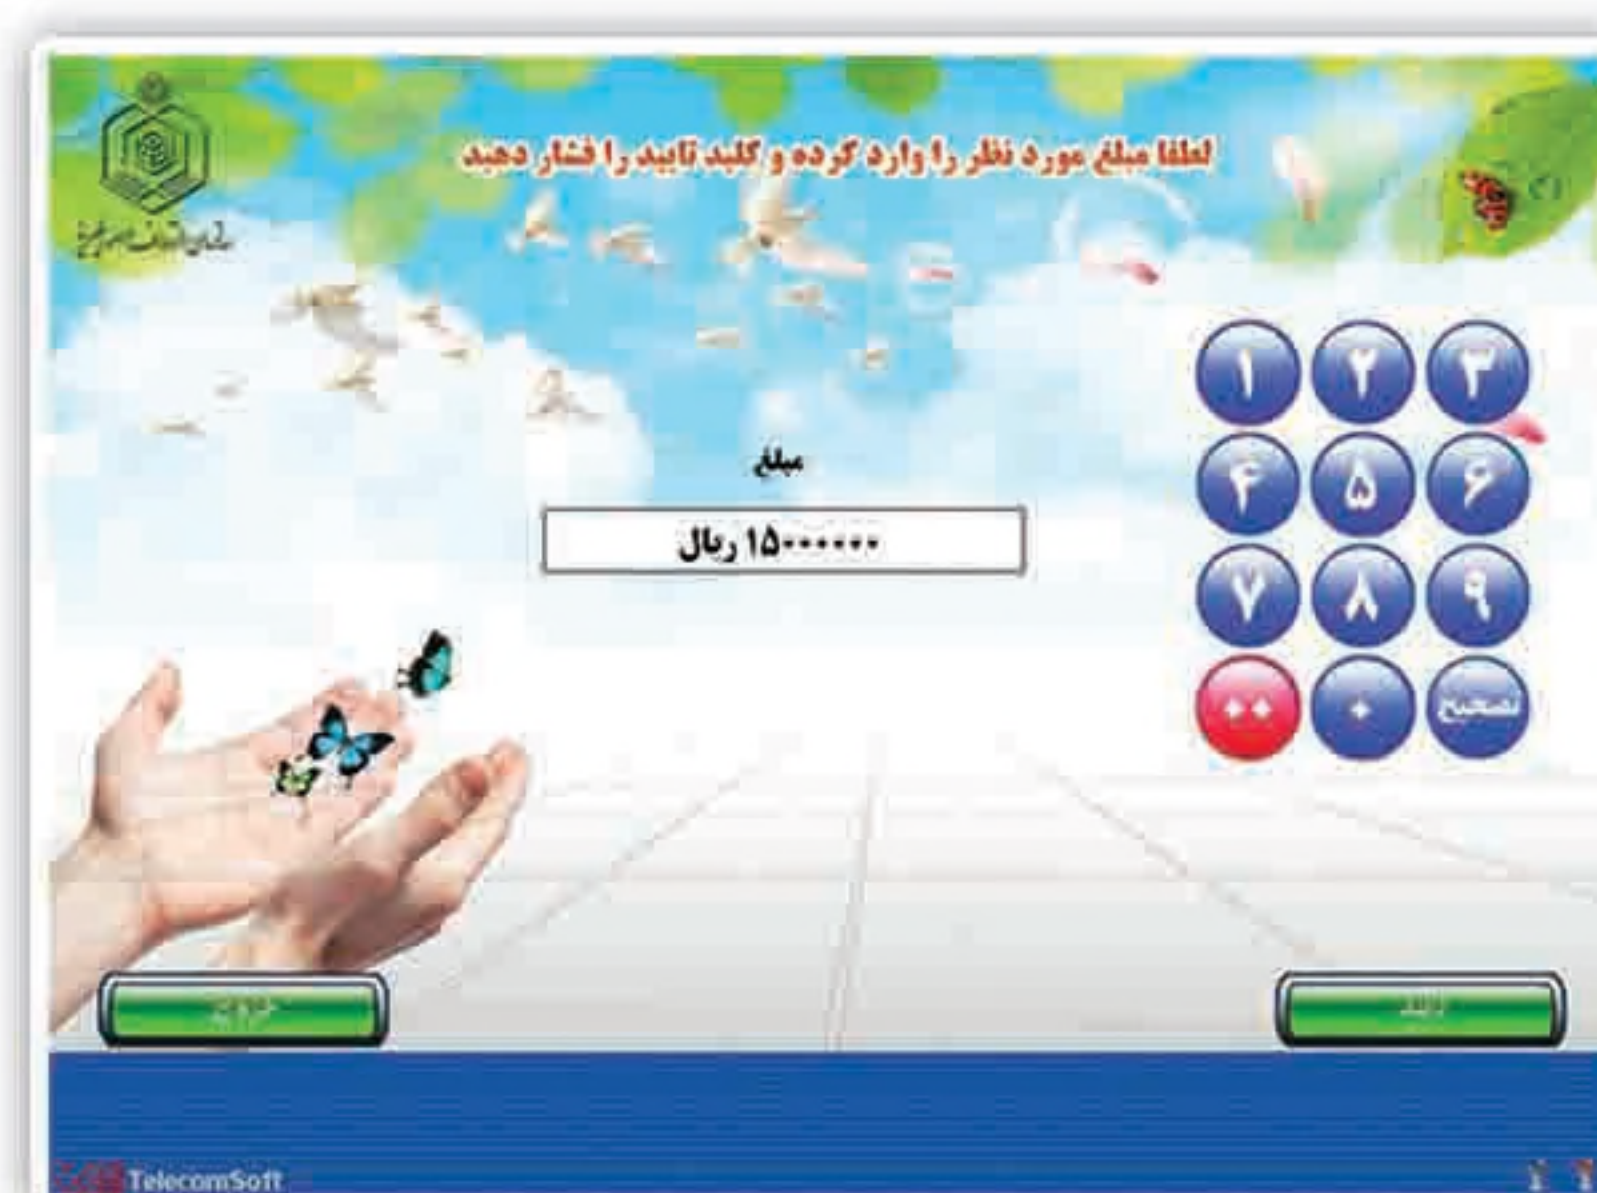 لطفا مبلغ مورد نظر را وارد کرده و کلید تایید را فشار دهید
مبلغ
۱۵۰۰۰۰۰۰ ریال
۱ ۲ ۳
۴ ۵ ۶
۷ ۸ ۹
۰۰ ۰ تصحیح
خروج
TelecomSoft